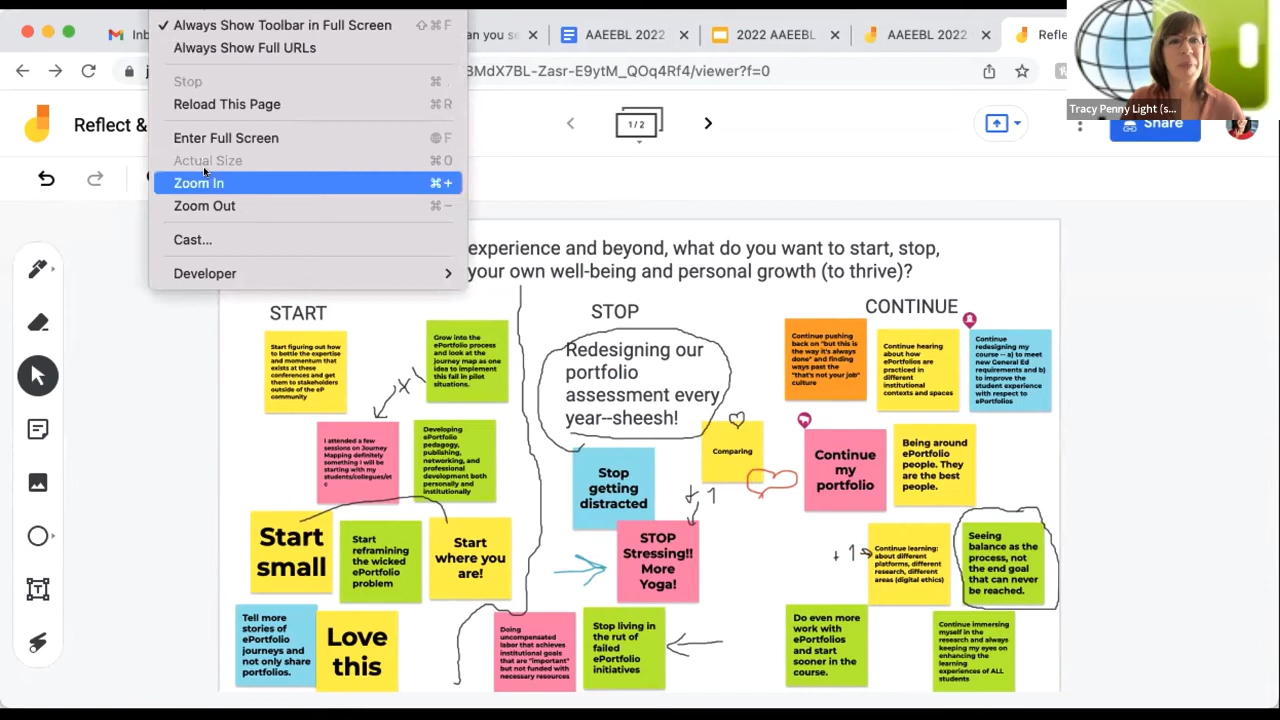 Inb
an you se
AAEEBL 2022
2022 AAEEBL
AAEEBL 2022
Refle
Tracy Penny Light (s...
BMdX7BL-Zasr-E9ytM_QOq4Rf4/viewer?f=0
Reflect &
1/2
Share
✓ Always Show Toolbar in Full Screen ⇧⌘F
Always Show Full URLs
Stop ⌘ .
Reload This Page ⌘R
Enter Full Screen F
Actual Size ⌘0
Zoom In ⌘+
Zoom Out ⌘−
Cast...
Developer
experience and beyond, what do you want to start, stop,
your own well-being and personal growth (to thrive)?
START
STOP
CONTINUE
Start figuring out how
to bottle the expertise
and momentum that
exists at these
conferences and get
them to stakeholders
outside of the eP
community
Grow into the
ePortfolio process
and look at the
journey map as one
idea to implement
this fall in pilot
situations.
I attended a few
sessions on Journey
Mapping definitely
something I will be
starting with my
students/collegues/et
c
Developing
ePortfolio
pedagogy,
publishing,
networking, and
professional
development both
personally and
institutionally
Start
small
Start
reframining
the wicked
ePortfolio
problem
Start
where you
are!
Tell more
stories of
ePortfolio
journeys and
not only share
portfolios.
Love
this
Redesigning our
portfolio
assessment every
year--sheesh!
Comparing
Stop
getting
distracted
+ 1
STOP
Stressing!!
More
Yoga!
Doing
uncompensated
labor that achieves
institutional goals
that are "important"
but not funded with
necessary resources
Stop living in
the rut of
failed
ePortfolio
initiatives
Continue pushing
back on "but this is
the way it's always
done" and finding
ways past the
"that's not your job"
culture
Continue hearing
about how
ePortfolios are
practiced in
different
institutional
contexts and spaces
Continue
redesigning my
course -- a) to meet
new General Ed
requirements and b)
to improve the
student experience
with respect to
ePortfolios
Continue
my
portfolio
Being around
ePortfolio
people. They
are the best
people.
+ 1
Continue learning:
about different
platforms, different
research, different
areas (digital ethics)
Seeing
balance as the
process, not
the end goal
that can never
be reached.
Do even more
work with
ePortfolios
and start
sooner in the
course.
Continue immersing
myself in the
research and always
keeping my eyes on
enhancing the
learning
experiences of ALL
students